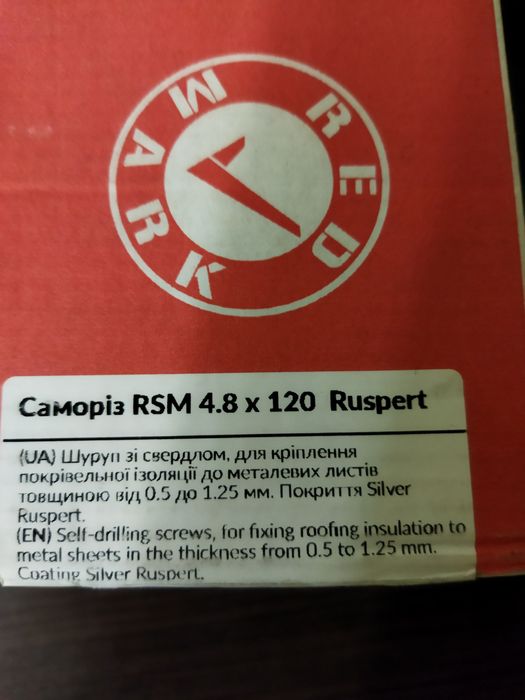 RED
MARK
Саморіз RSM 4.8 x 120 Ruspert
(UA) Шуруп зі свердлом, для кріплення
покрівельної ізоляції до металевих листів
товщиною від 0.5 до 1.25 мм. Покриття Silver
Ruspert.
(EN) Self-drilling screws, for fixing roofing insulation to
metal sheets in the thickness from 0.5 to 1.25 mm.
Coating Silver Ruspert.